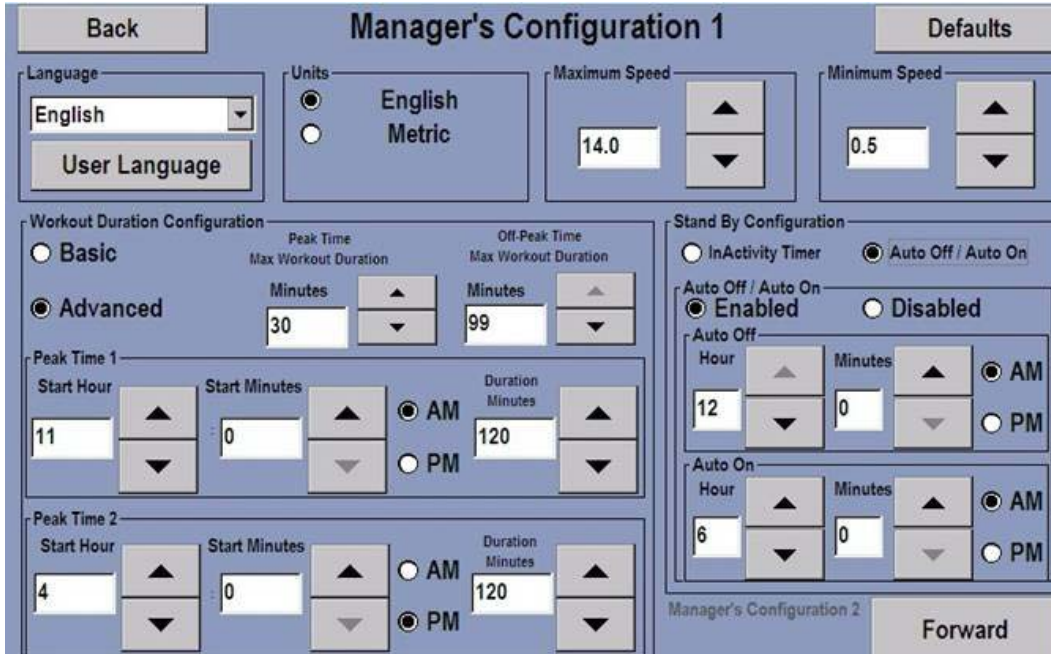 Back
Manager's Configuration 1
Defaults
Language
English
User Language
Units
English
Metric
Maximum Speed
14.0
Minimum Speed
0.5
Workout Duration Configuration
Basic
Advanced
Peak Time
Max Workout Duration
Minutes
30
Off-Peak Time
Max Workout Duration
Minutes
99
Peak Time 1
Start Hour
11
Start Minutes
: 0
AM
PM
Duration
Minutes
120
Peak Time 2
Start Hour
4
Start Minutes
: 0
AM
PM
Duration
Minutes
120
Stand By Configuration
InActivity Timer
Auto Off / Auto On
Auto Off / Auto On
Enabled
Disabled
Auto Off
Hour
12
Minutes
0
AM
PM
Auto On
Hour
6
Minutes
0
AM
PM
Manager's Configuration 2
Forward